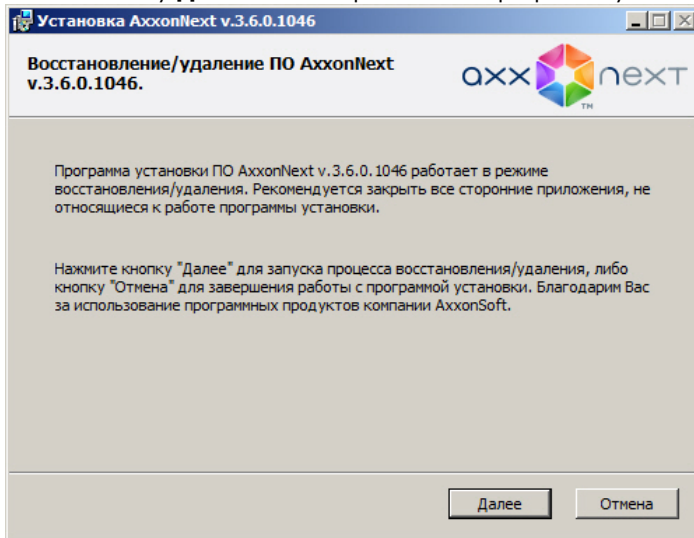 Установка AxxonNext v.3.6.0.1046
Восстановление/удаление ПО AxxonNext
v.3.6.0.1046.
axx next
TM
Программа установки ПО AxxonNext v.3.6.0.1046 работает в режиме
восстановления/удаления. Рекомендуется закрыть все сторонние приложения, не
относящиеся к работе программы установки.
Нажмите кнопку "Далее" для запуска процесса восстановления/удаления, либо
кнопку "Отмена" для завершения работы с программой установки. Благодарим Вас
за использование программных продуктов компании AxxonSoft.
Далее
Отмена